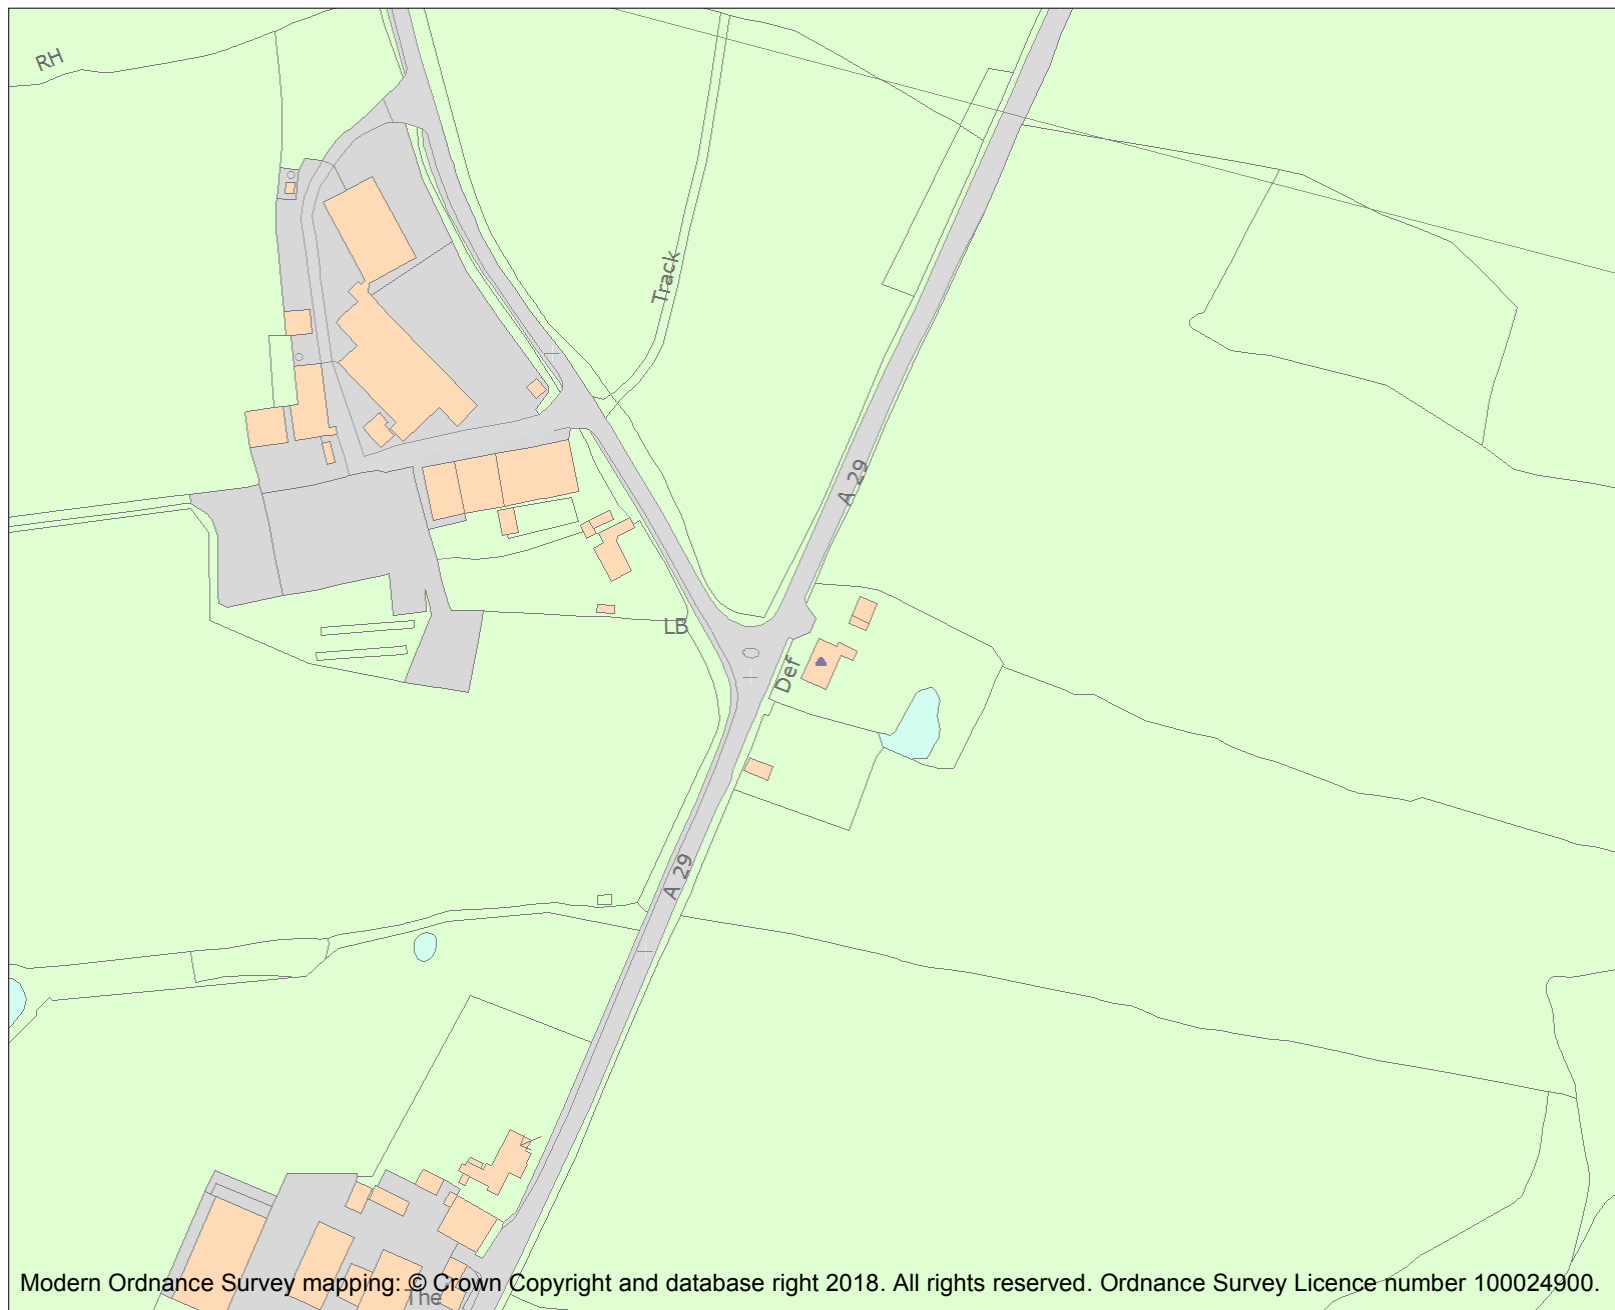 RH
Track
A 29
LB
Def
A 29
The
Modern Ordnance Survey mapping: © Crown Copyright and database right 2018. All rights reserved. Ordnance Survey Licence number 100024900.